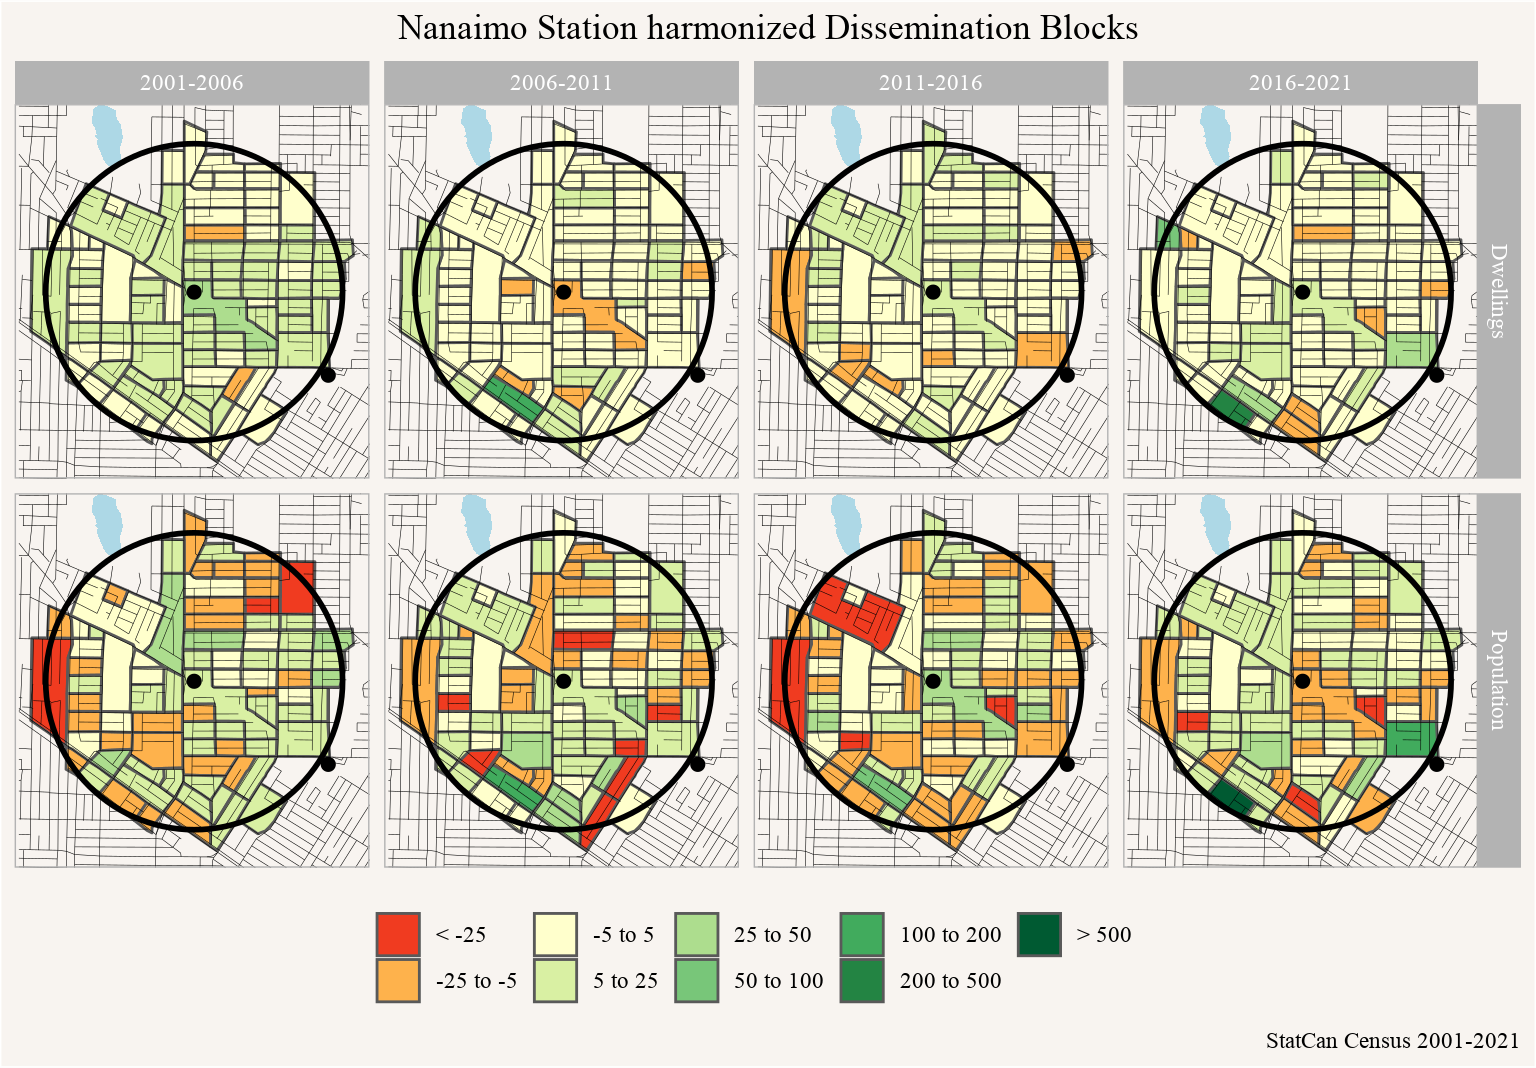 Nanaimo Station harmonized Dissemination Blocks
2001-2006
2006-2011
2011-2016
2016-2021
Dwellings
Population
< -25
-5 to 5
25 to 50
100 to 200
> 500
-25 to -5
5 to 25
50 to 100
200 to 500
StatCan Census 2001-2021